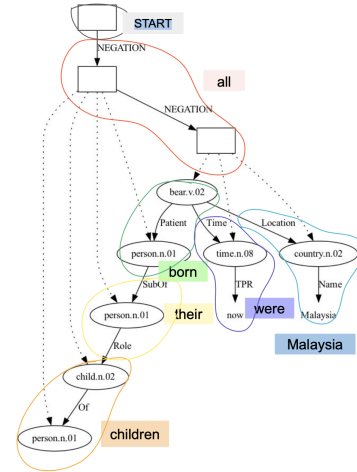 START
NEGATION
all
NEGATION
bear.v.02
Patient Time Location
person.n.01 time.n.08 country.n.02
born
SubOf TPR Name
person.n.01 their now were Malaysia
Malaysia
Role
child.n.02
Of
person.n.01 children